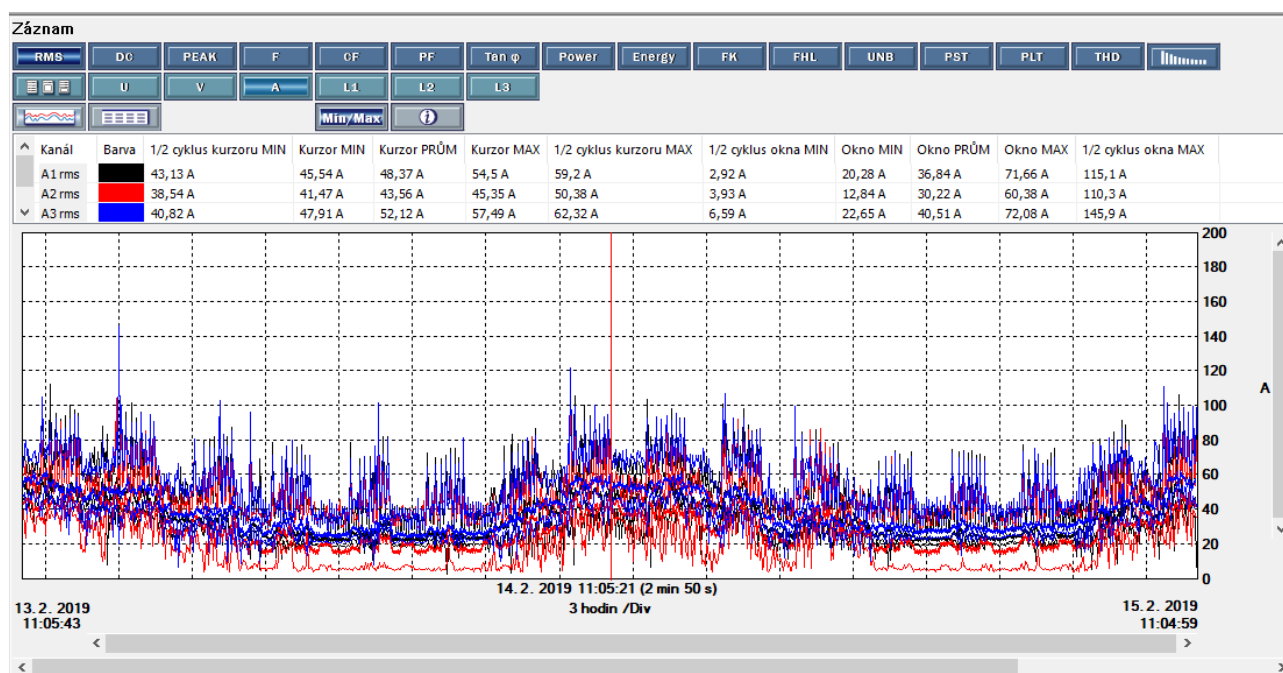 Záznam
RMS DC PEAK F CF PF Tan φ Power Energy FK FHL UNB PST PLT THD
U V A L1 L2 L3
Min/Max
Kanál Barva 1/2 cyklus kurzoru MIN Kurzor MIN Kurzor PRŮM Kurzor MAX 1/2 cyklus kurzoru MAX 1/2 cyklus okna MIN Okno MIN Okno PRŮM Okno MAX 1/2 cyklus okna MAX
A1 rms 43,13 A 45,54 A 48,37 A 54,5 A 59,2 A 2,92 A 20,28 A 36,84 A 71,66 A 115,1 A
A2 rms 38,54 A 41,47 A 43,56 A 45,35 A 50,38 A 3,93 A 12,84 A 30,22 A 60,38 A 110,3 A
A3 rms 40,82 A 47,91 A 52,12 A 57,49 A 62,32 A 6,59 A 22,65 A 40,51 A 72,08 A 145,9 A
200
180
160
140
120
A
100
80
60
40
20
0
14. 2. 2019 11:05:21 (2 min 50 s)
13. 2. 2019 3 hodin /Div 15. 2. 2019
11:05:43 11:04:59